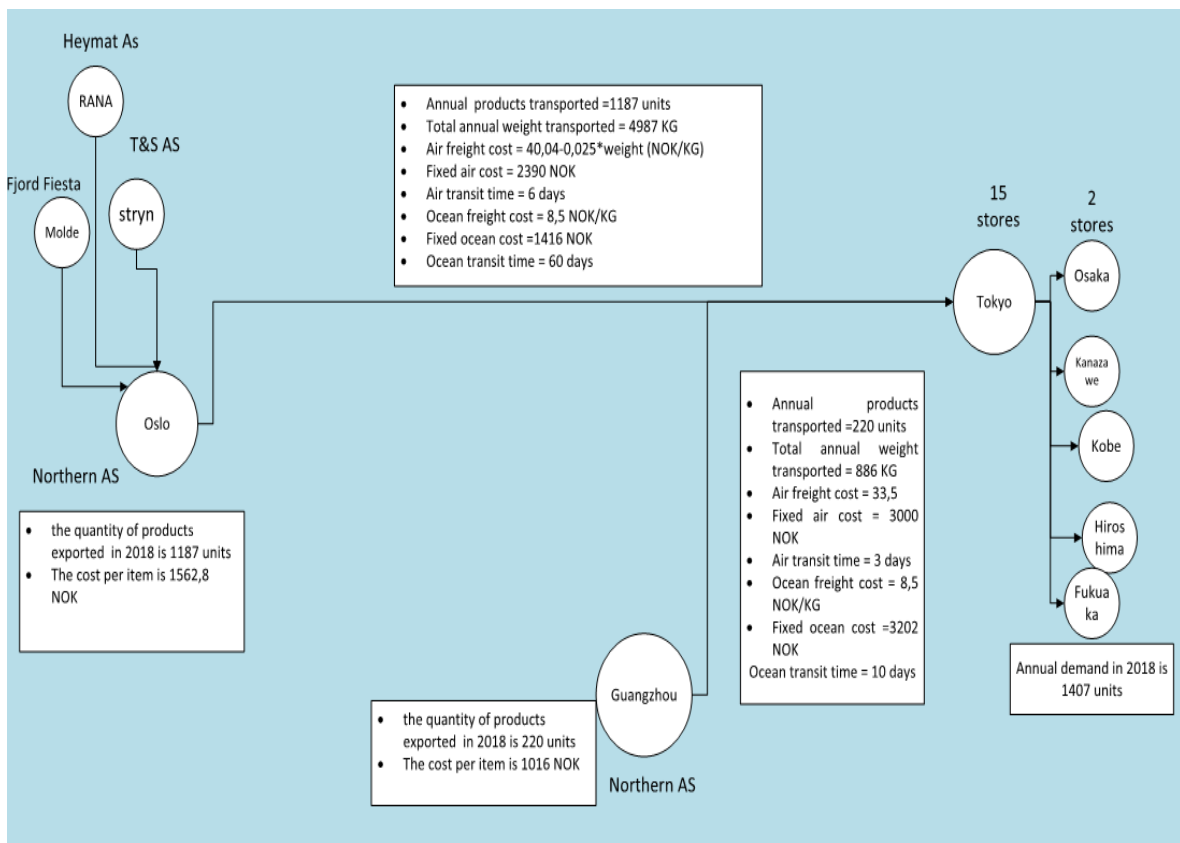 Heymat As
RANA
T&S AS
Fjord Fiesta
stryn
Molde
Oslo
Northern AS
• the quantity of products
exported in 2018 is 1187 units
• The cost per item is 1562,8
NOK
• Annual products transported =1187 units
• Total annual weight transported = 4987 KG
• Air freight cost = 40,04-0,025*weight (NOK/KG)
• Fixed air cost = 2390 NOK
• Air transit time = 6 days
• Ocean freight cost = 8,5 NOK/KG
• Fixed ocean cost =1416 NOK
• Ocean transit time = 60 days
15
stores
2
stores
Tokyo
Osaka
Kanaza
we
Kobe
Hiros
hima
Fukua
ka
Annual demand in 2018 is
1407 units
• Annual products
transported =220 units
• Total annual weight
transported = 886 KG
• Air freight cost = 33,5
• Fixed air cost = 3000
NOK
• Air transit time = 3 days
• Ocean freight cost = 8,5
NOK/KG
• Fixed ocean cost =3202
NOK
Ocean transit time = 10 days
Guangzhou
• the quantity of products
exported in 2018 is 220 units
• The cost per item is 1016 NOK
Northern AS